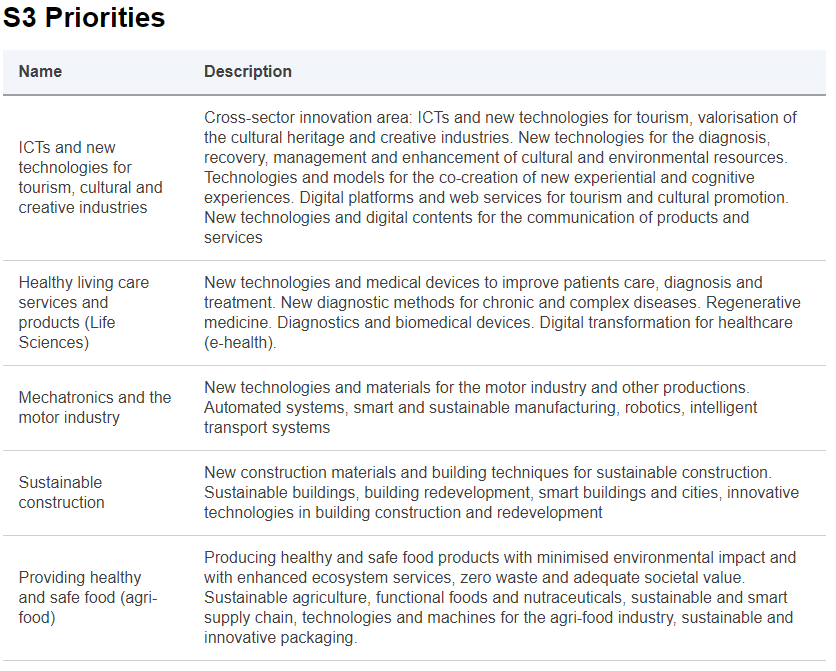 S3 Priorities
Name
Description
ICTs and new
technologies for
tourism, cultural and
creative industries
Cross-sector innovation area: ICTs and new technologies for tourism, valorisation of
the cultural heritage and creative industries. New technologies for the diagnosis,
recovery, management and enhancement of cultural and environmental resources.
Technologies and models for the co-creation of new experiential and cognitive
experiences. Digital platforms and web services for tourism and cultural promotion.
New technologies and digital contents for the communication of products and
services
Healthy living care
services and
products (Life
Sciences)
New technologies and medical devices to improve patients care, diagnosis and
treatment. New diagnostic methods for chronic and complex diseases. Regenerative
medicine. Diagnostics and biomedical devices. Digital transformation for healthcare
(e-health).
Mechatronics and the
motor industry
New technologies and materials for the motor industry and other productions.
Automated systems, smart and sustainable manufacturing, robotics, intelligent
transport systems
Sustainable
construction
New construction materials and building techniques for sustainable construction.
Sustainable buildings, building redevelopment, smart buildings and cities, innovative
technologies in building construction and redevelopment
Providing healthy
and safe food (agri-
food)
Producing healthy and safe food products with minimised environmental impact and
with enhanced ecosystem services, zero waste and adequate societal value.
Sustainable agriculture, functional foods and nutraceuticals, sustainable and smart
supply chain, technologies and machines for the agri-food industry, sustainable and
innovative packaging.